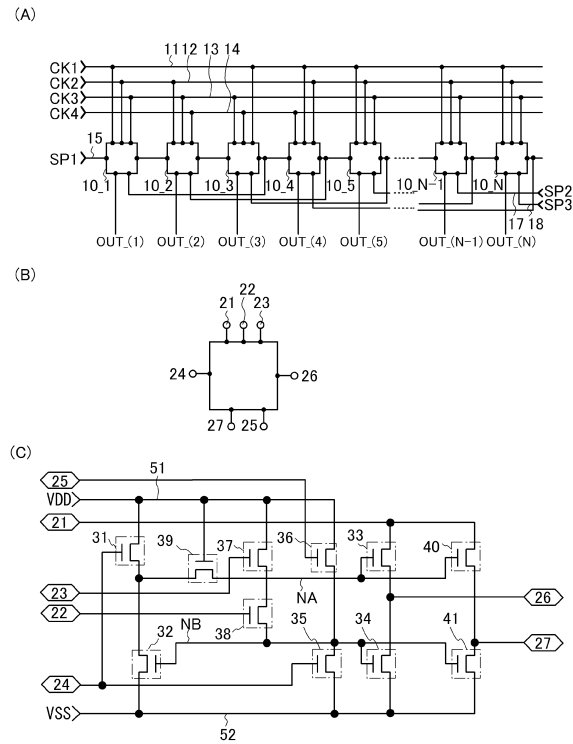 (A)
11 12 13 14
CK1
CK2
CK3
CK4
15
SP1
10_1 10_2 10_3 10_4 10_5 10_N-1 10_N
SP2
SP3
17 18
OUT_(1) OUT_(2) OUT_(3) OUT_(4) OUT_(5) OUT_(N-1) OUT_(N)
(B)
22
21 23
24 26
27 25
(C)
51
25
VDD
21
31 39 37 36 33 40
23 NA 26
22
NB 38 35 34 41 27
32
24
VSS
52